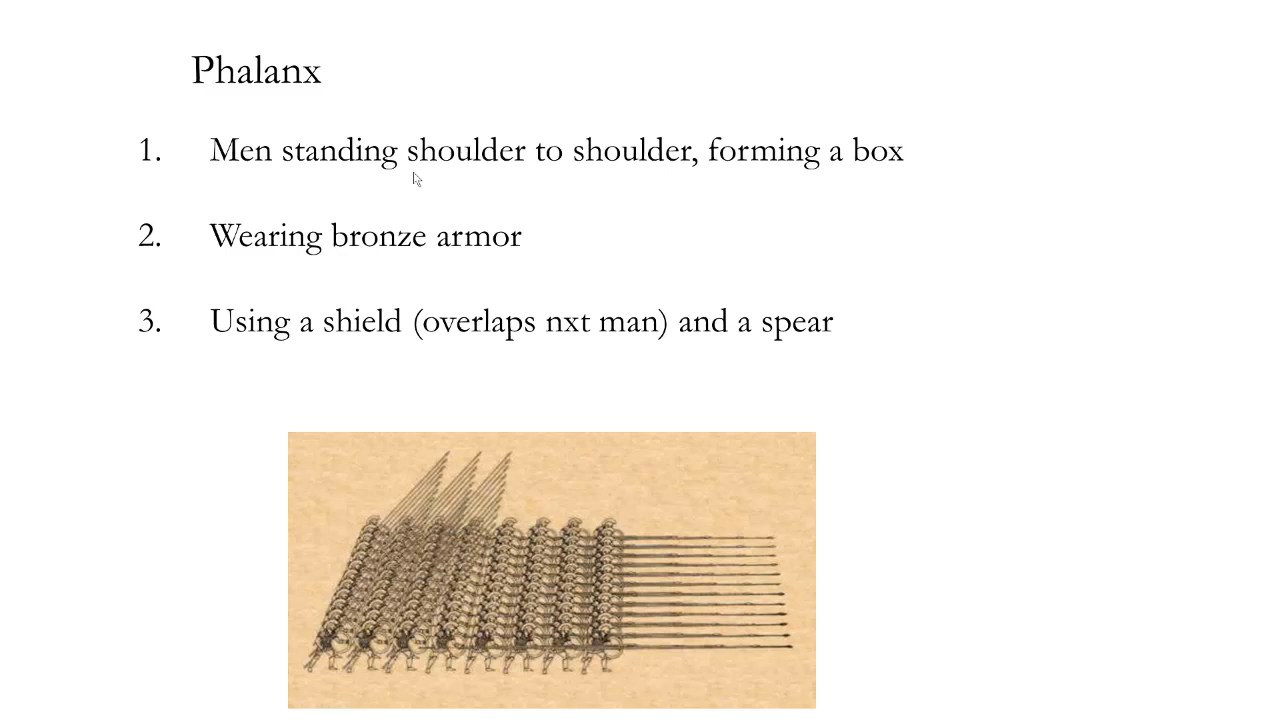 Phalanx
1. Men standing shoulder to shoulder, forming a box
2. Wearing bronze armor
3. Using a shield (overlaps nxt man) and a spear